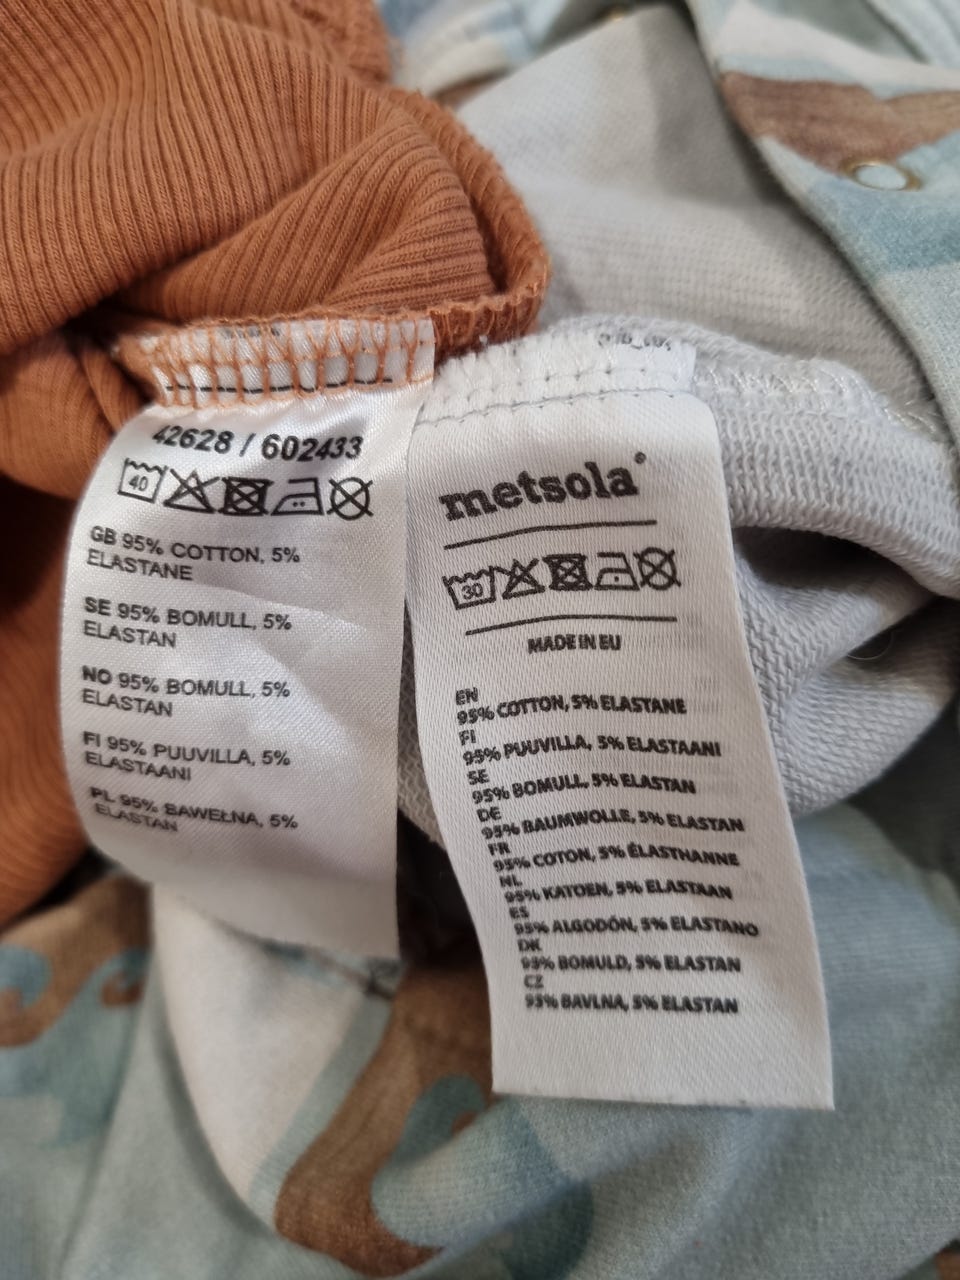 42628 / 602433
40
GB 95% COTTON, 5%
ELASTANE
SE 95% BOMULL, 5%
ELASTAN
NO 95% BOMULL, 5%
ELASTAN
FI 95% PUUVILLA, 5%
ELASTAANI
PL 95% BAWEŁNA, 5%
ELASTAN
metsola
30
MADE IN EU
EN
95% COTTON, 5% ELASTANE
FI
95% PUUVILLA, 5% ELASTAANI
SE
95% BOMULL, 5% ELASTAN
DE
95% BAUMWOLLE, 5% ELASTAN
FR
95% COTON, 5% ÉLASTHANNE
NL
95% KATOEN, 5% ELASTAAN
ES
95% ALGODÓN, 5% ELASTANO
DK
95% BOMULD, 5% ELASTAN
CZ
95% BAVLNA, 5% ELASTAN